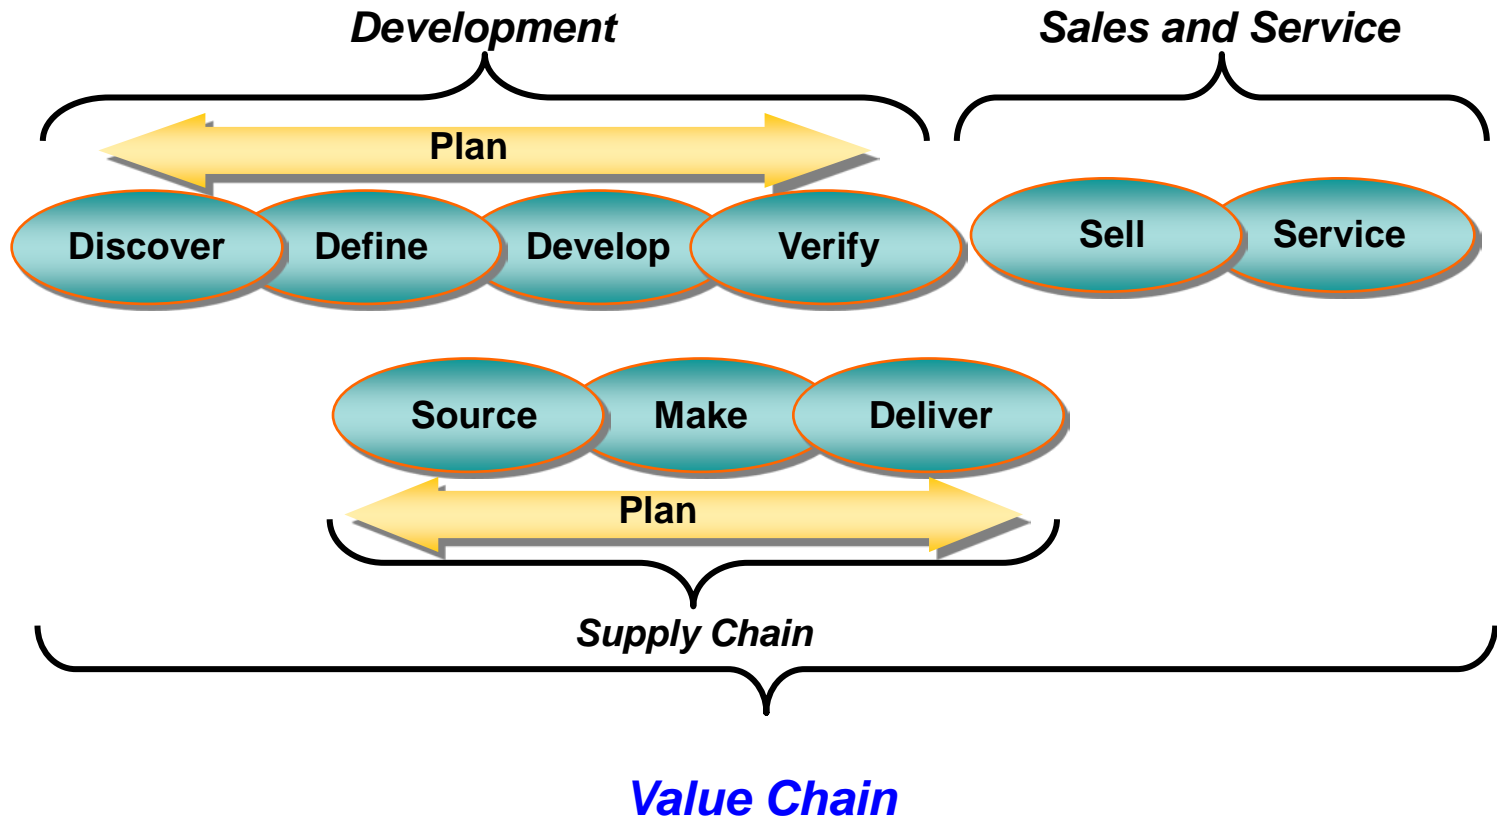 Development
Sales and Service
Plan
Discover
Define
Develop
Verify
Sell
Service
Source
Make
Deliver
Plan
Supply Chain
Value Chain